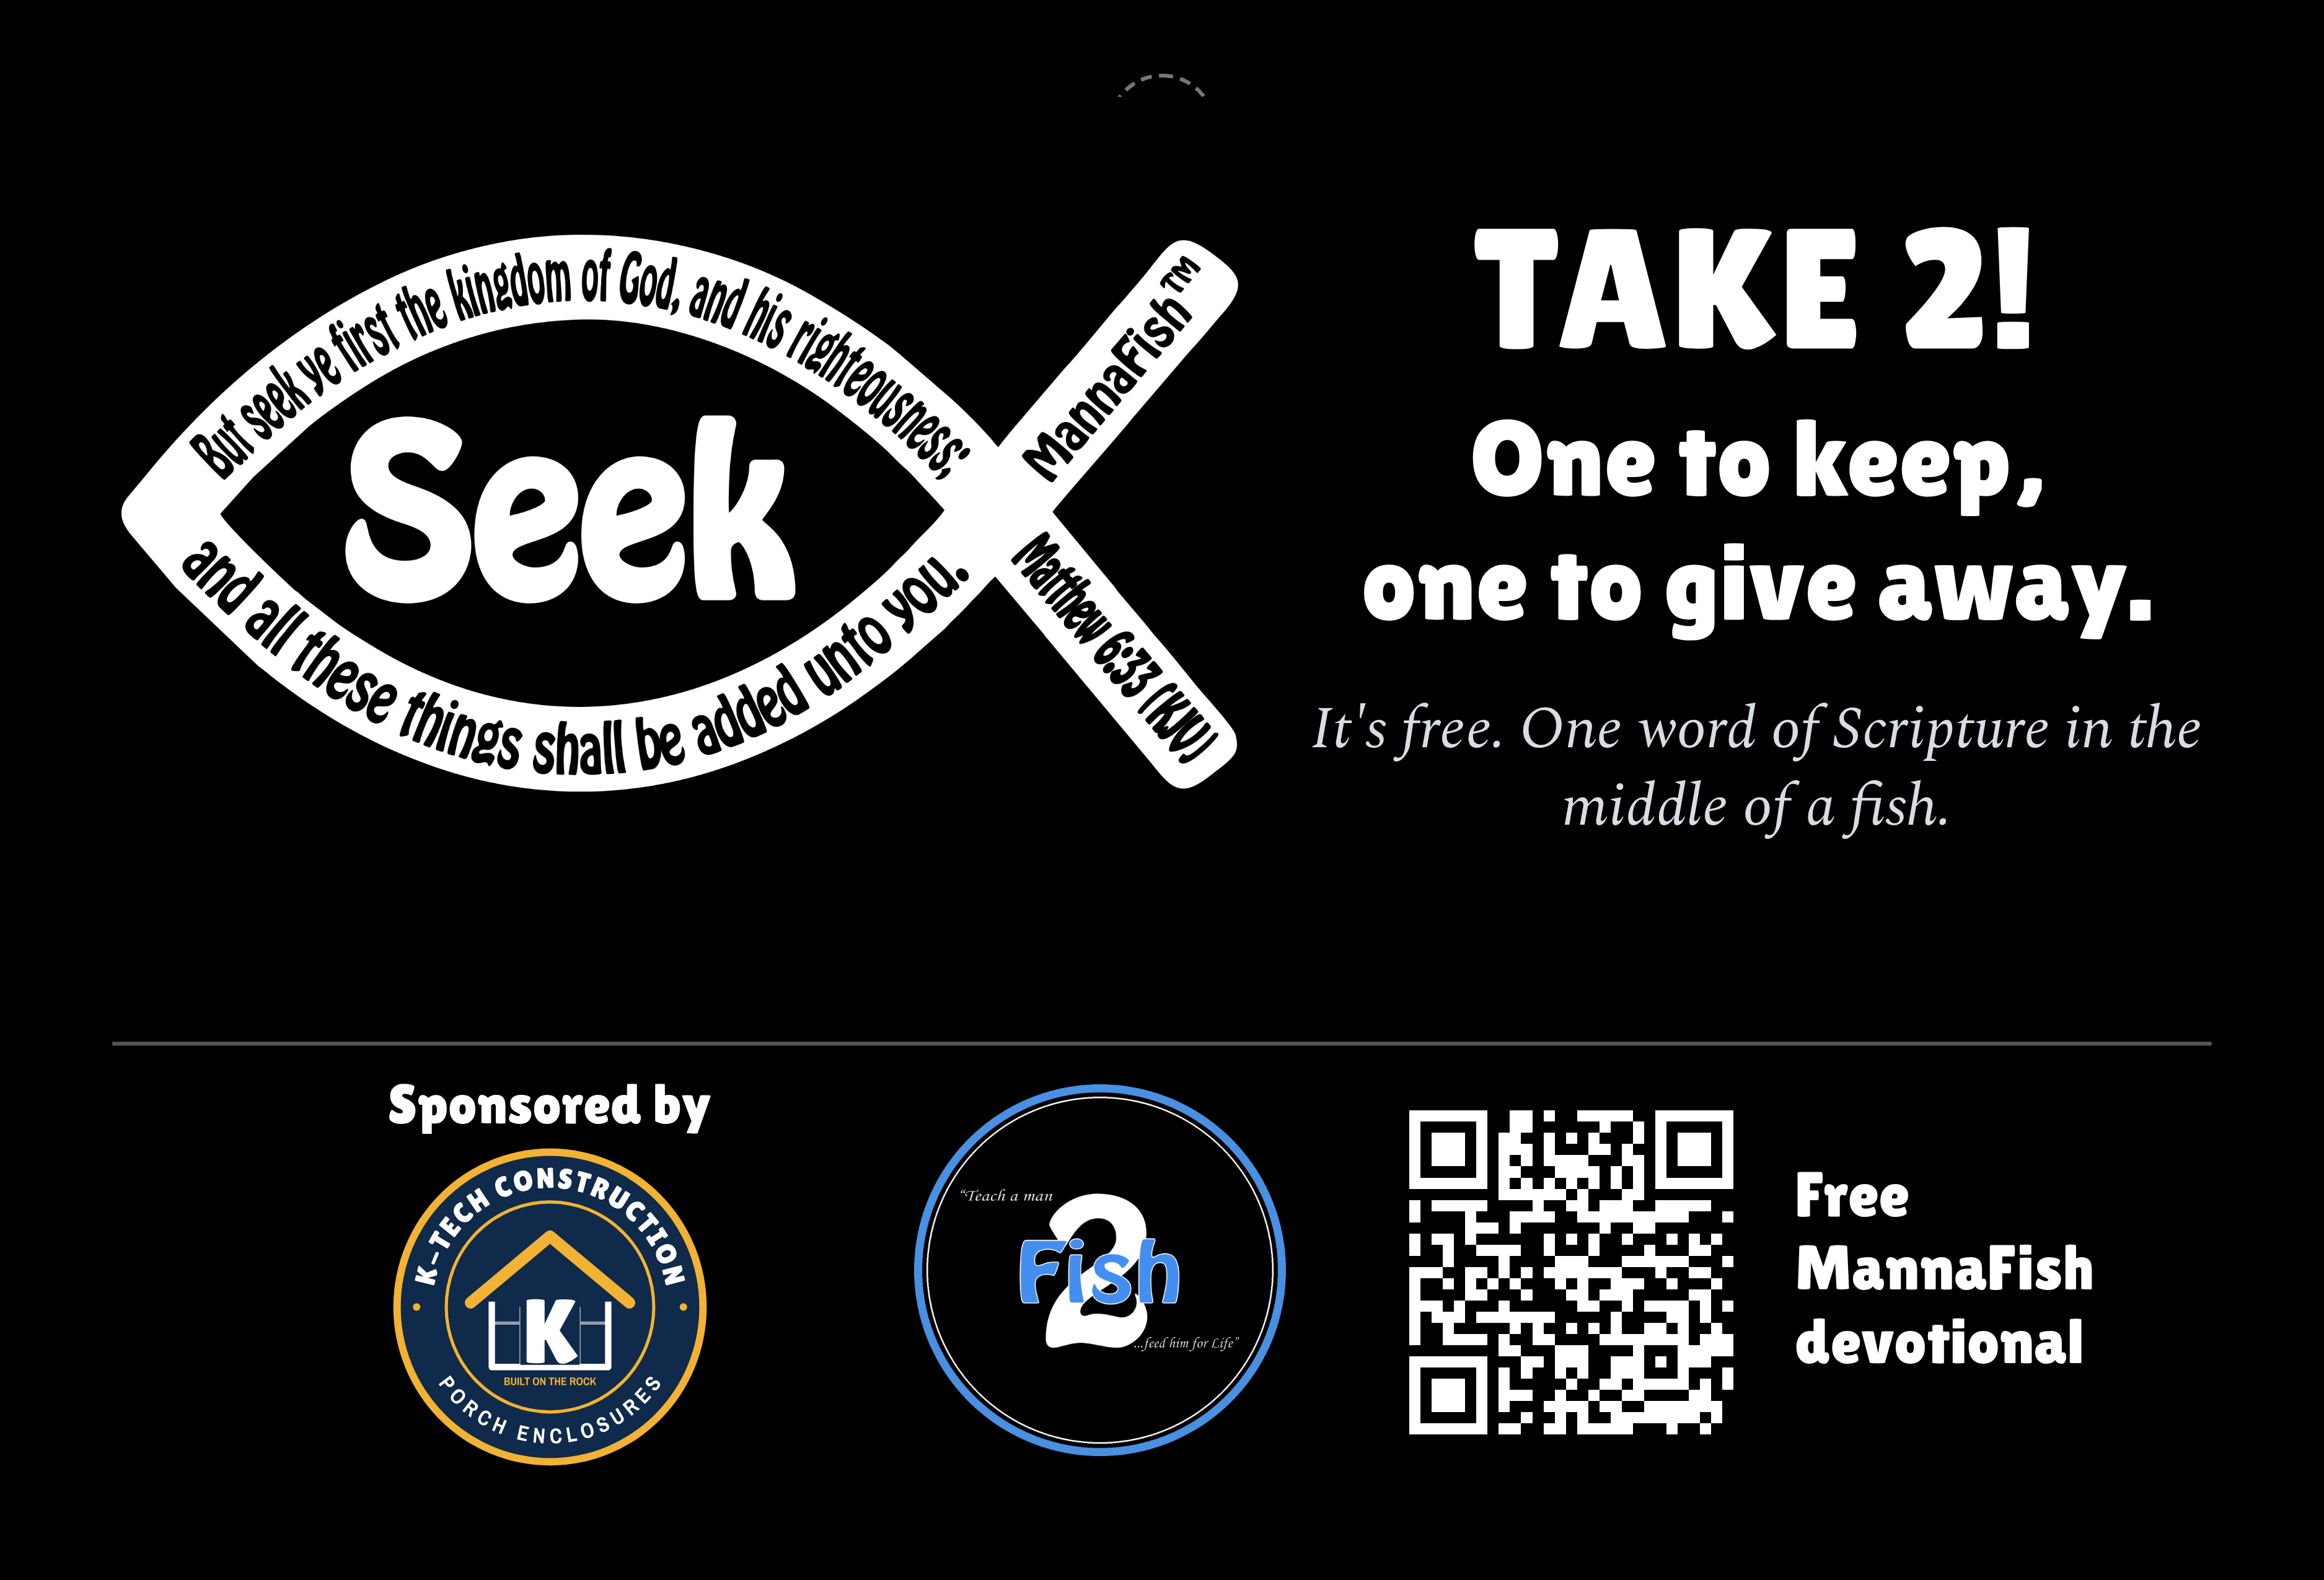 But seek ye first the kingdom of God, and his righteousness;
Seek
and all these things shall be added unto you.
MannaFish™
Matthew 6:33 (KJV)
TAKE 2!
One to keep,
one to give away.
It's free. One word of Scripture in the
middle of a fish.
Sponsored by
K-TECH CONSTRUCTION
K
BUILT ON THE ROCK
PORCH ENCLOSURES
“Teach a man
2
Fish
...feed him for Life”
Free
MannaFish
devotional